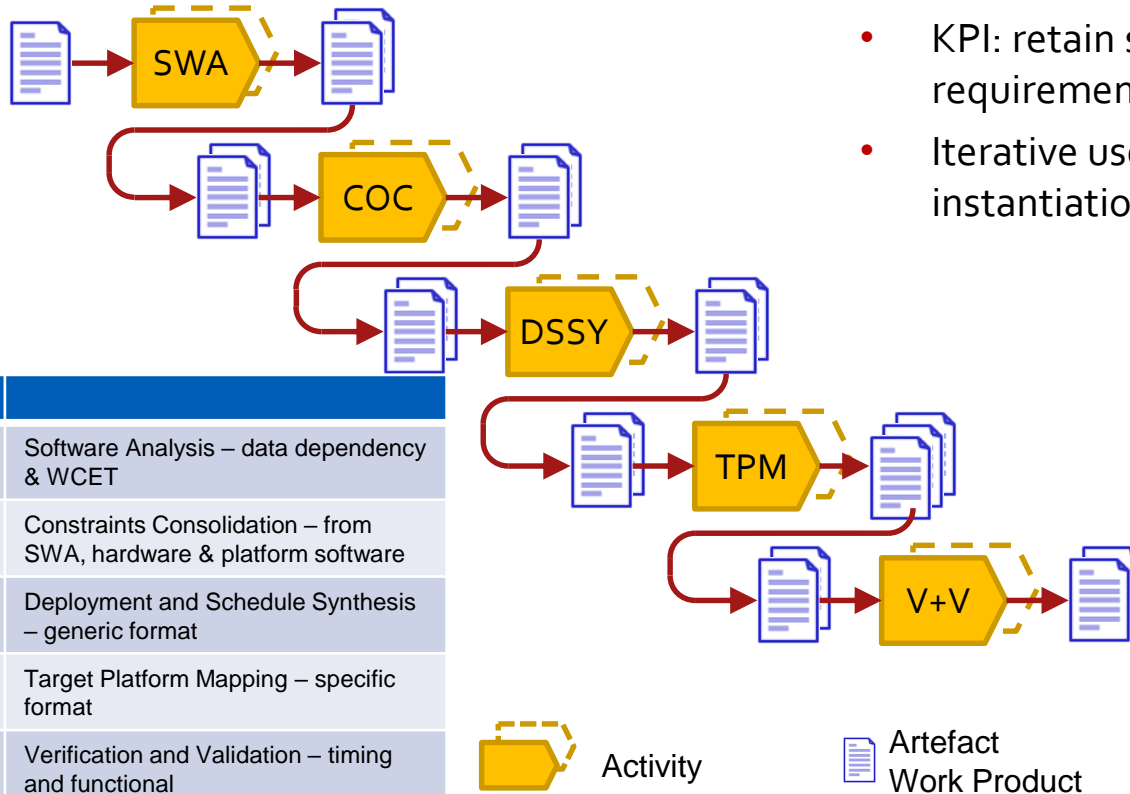 SWA
COC
DSSY
TPM
V+V
KPI: retain
requiremen
Iterative us
instantiatio
Software Analysis – data dependency
& WCET
Constraints Consolidation – from
SWA, hardware & platform software
Deployment and Schedule Synthesis
– generic format
Target Platform Mapping – specific
format
Verification and Validation – timing
and functional
Activity
Artefact
Work Product